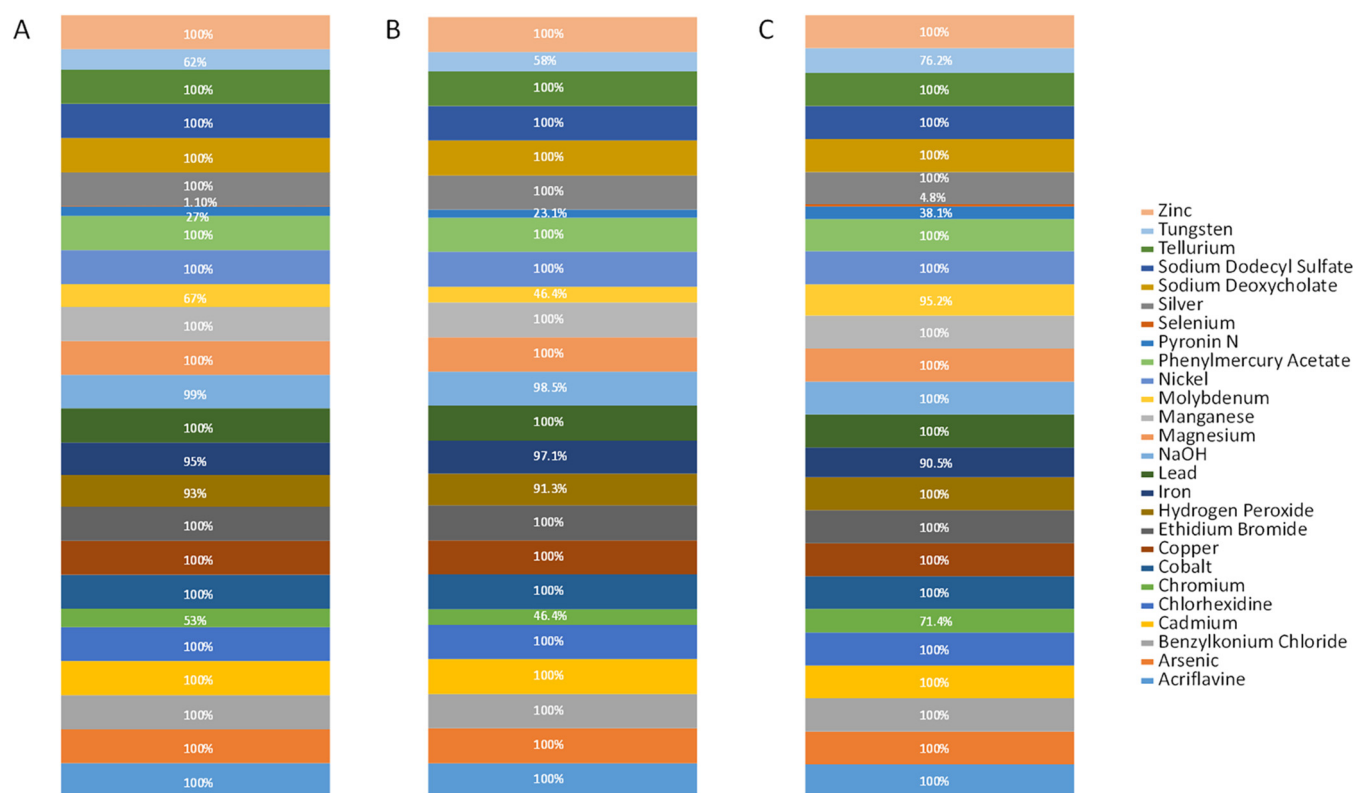 A
100%
62%
100%
100%
100%
100%
1.10%
27%
100%
100%
67%
100%
100%
99%
100%
95%
93%
100%
100%
100%
53%
100%
100%
100%
100%
100%
B
100%
58%
100%
100%
100%
100%
23.1%
100%
100%
46.4%
100%
100%
98.5%
100%
97.1%
91.3%
100%
100%
100%
46.4%
100%
100%
100%
100%
100%
C
100%
76.2%
100%
100%
100%
100%
4.8%
38.1%
100%
100%
95.2%
100%
100%
100%
100%
90.5%
100%
100%
100%
100%
71.4%
100%
100%
100%
100%
100%
Zinc
Tungsten
Tellurium
Sodium Dodecyl Sulfate
Sodium Deoxycholate
Silver
Selenium
Pyronin N
Phenylmercury Acetate
Nickel
Molybdenum
Manganese
Magnesium
NaOH
Lead
Iron
Hydrogen Peroxide
Ethidium Bromide
Copper
Cobalt
Chromium
Chlorhexidine
Cadmium
Benzylkonium Chloride
Arsenic
Acriflavine